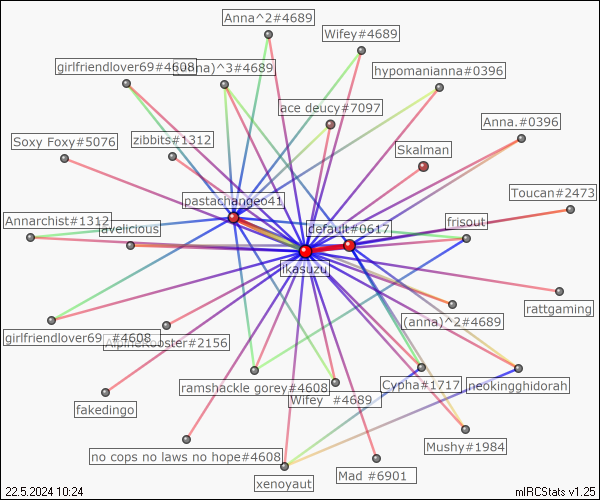 Anna^2#4689
Wifey#4689
girlfriendlover69#4608
na)^3#4689
hypomanianna#0396
ace deucy#7097
Anna.#0396
Soxy Foxy#5076
zibbits#1312
Skalman
Toucan#2473
pastachangeo41
Annarchist#1312
avelicious
default#0617
frisout
ikasuzu
rattgaming
(anna)^2#4689
girlfriendlover69 #4608
#2156
ramshackle gorey#4608
Cypha#1717
neokingghidorah
Wifey #4689
fakedingo
Mushy#1984
no cops no laws no hope#4608
Mad #6901
xenoyaut
22.5.2024 10:24
mIRCStats v1.25